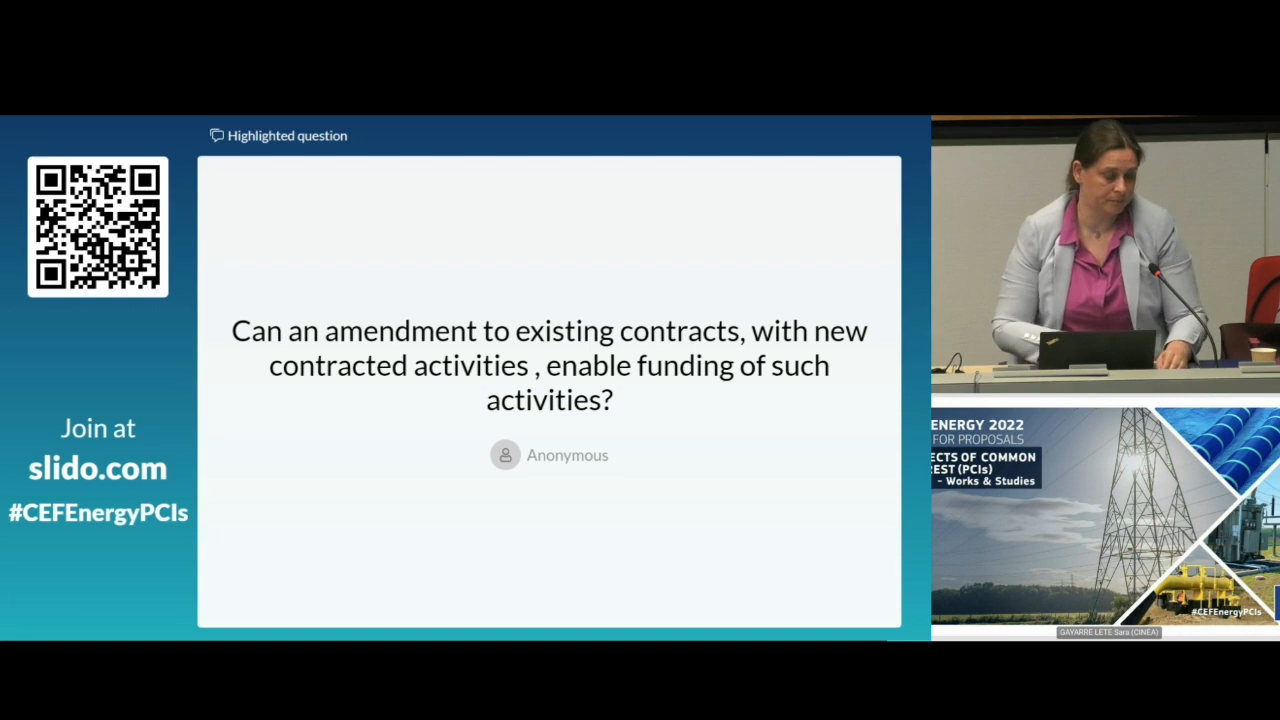 Highlighted question
Can an amendment to existing contracts, with new
contracted activities , enable funding of such
activities?
Anonymous
Join at
slido.com
#CEFEnergyPCIs
ENERGY 2022
FOR PROPOSALS
ECTS OF COMMON
REST (PCIs)
- Works & Studies
#CEFEnergyPCIs
GAYARRE LETE Sara (CINEA)